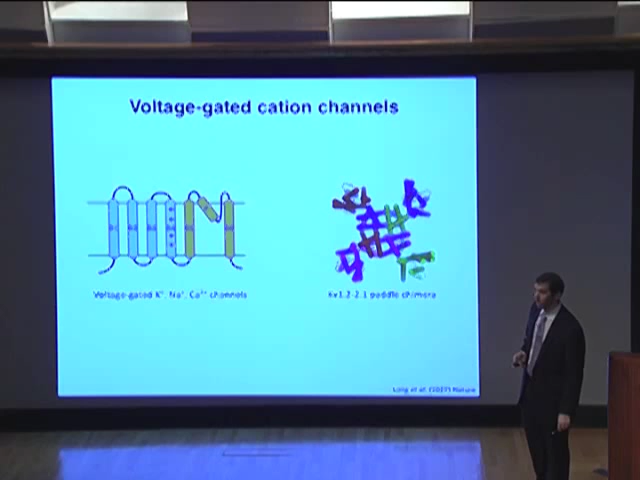 Voltage-gated cation channels
Voltage-gated K⁺, Na⁺, Ca²⁺ channels
Kv1.2-2.1 paddle chimera
Long et al. (2007) Nature